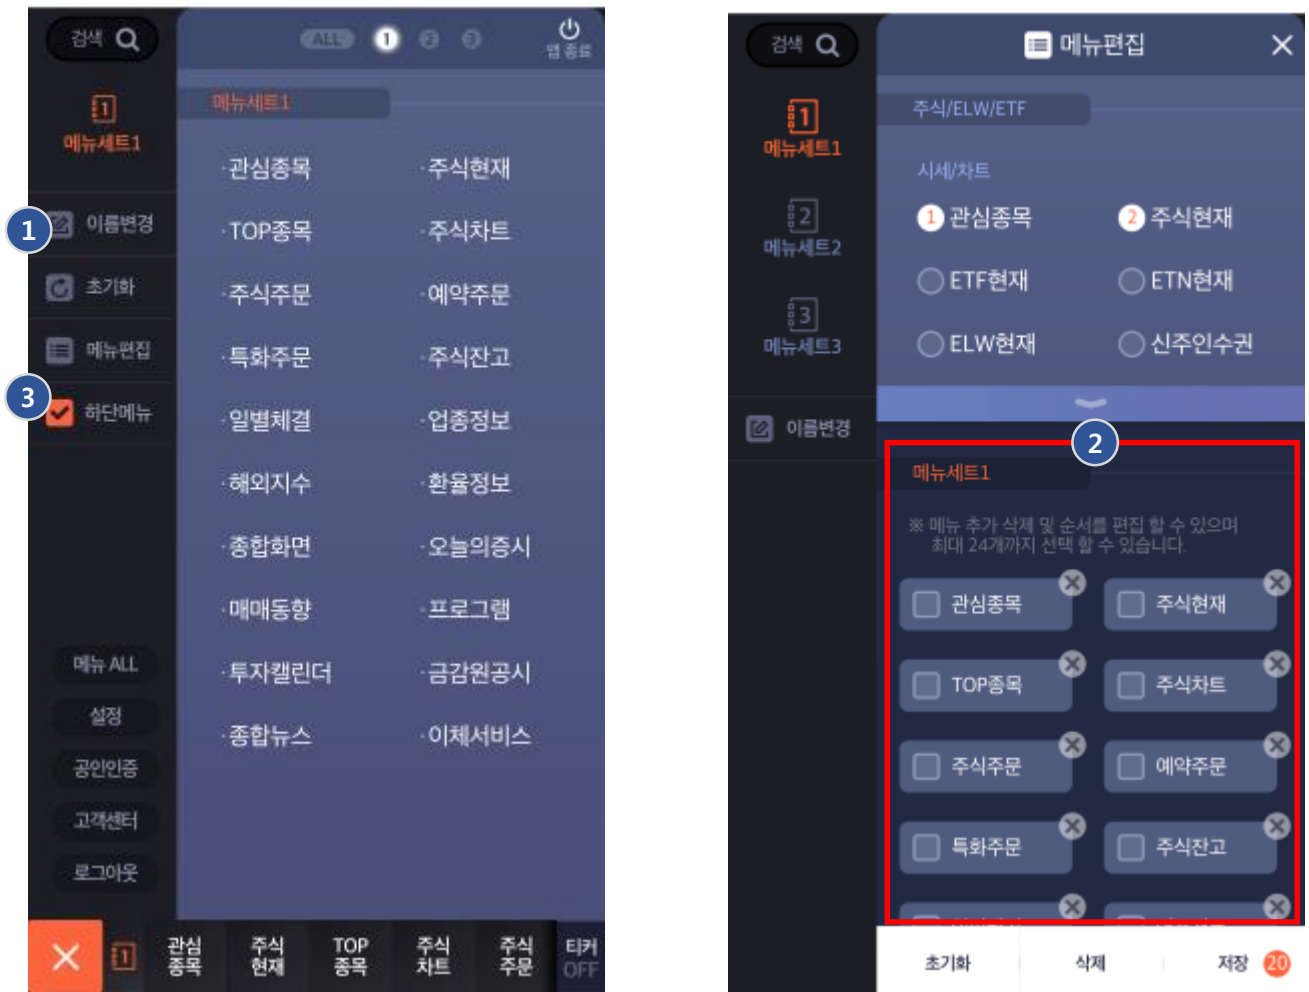 검색
ALL 1 2 3
앱 종료
1
메뉴세트1
메뉴세트1
·관심종목 ·주식현재
1 이름변경
·TOP종목 ·주식차트
초기화
·주식주문 ·예약주문
메뉴편집
·특화주문 ·주식잔고
3 하단메뉴
·일별체결 ·업종정보
·해외지수 ·환율정보
·종합화면 ·오늘의증시
·매매동향 ·프로그램
메뉴 ALL
·투자캘린더 ·금감원공시
설정
·종합뉴스 ·이체서비스
공인인증
고객센터
로그아웃
1
관심
종목
주식
현재
TOP
종목
주식
차트
주식
주문
티커
OFF
검색
메뉴편집
1
메뉴세트1
2
메뉴세트2
3
메뉴세트3
이름변경
주식/ELW/ETF
시세/차트
1 관심종목 2 주식현재
ETF현재 ETN현재
ELW현재 신주인수권
2
메뉴세트1
※ 메뉴 추가 삭제 및 순서를 편집 할 수 있으며
최대 24개까지 선택 할 수 있습니다.
관심종목 주식현재
TOP종목 주식차트
주식주문 예약주문
특화주문 주식잔고
초기화 삭제 저장 20